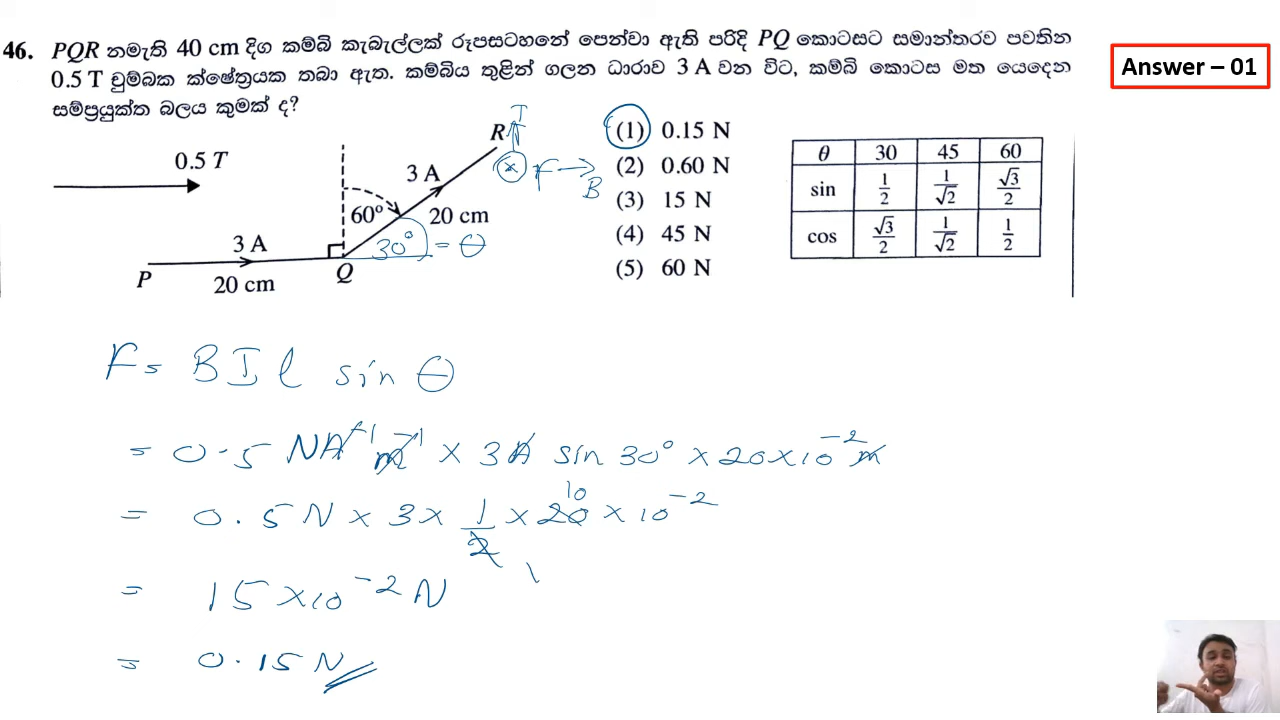 46. PQR නමැති 40 cm දිග කම්බි කැබැල්ලක් රූපසටහනේ පෙන්වා ඇති පරිදි PQ කොටසට සමාන්තරව පවතින
0.5 T චුම්බක ක්ෂේත්‍රයක තබා ඇත. කම්බිය තුළින් ගලන ධාරාව 3 A වන විට, කම්බි කොටස මත යෙදෙන
සම්ප්‍රයුක්ත බලය කුමක් ද?
Answer – 01
0.5 T
R
I
F
B
3 A
60°
20 cm
30° = θ
3 A
P
20 cm
Q
(1) 0.15 N
(2) 0.60 N
(3) 15 N
(4) 45 N
(5) 60 N
θ 30 45 60
sin 1/2 1/√2 √3/2
cos √3/2 1/√2 1/2
F = B I l sin θ
= 0.5 NA⁻¹ m⁻¹ × 3A sin 30° × 20 × 10⁻² m
= 0.5 N × 3 × 1/2 × 20 × 10⁻²
10
1
= 15 × 10⁻² N
= 0.15 N